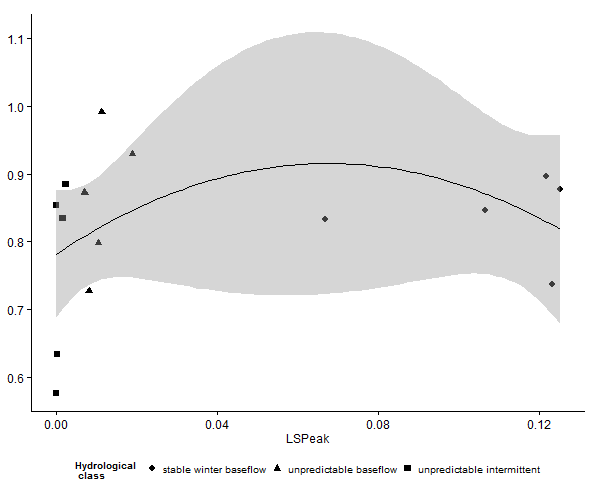 1.1
1.0
0.9
0.8
0.7
0.6
0.00 0.04 0.08 0.12
LSPeak
Hydrological
class
stable winter baseflow unpredictable baseflow unpredictable intermittent